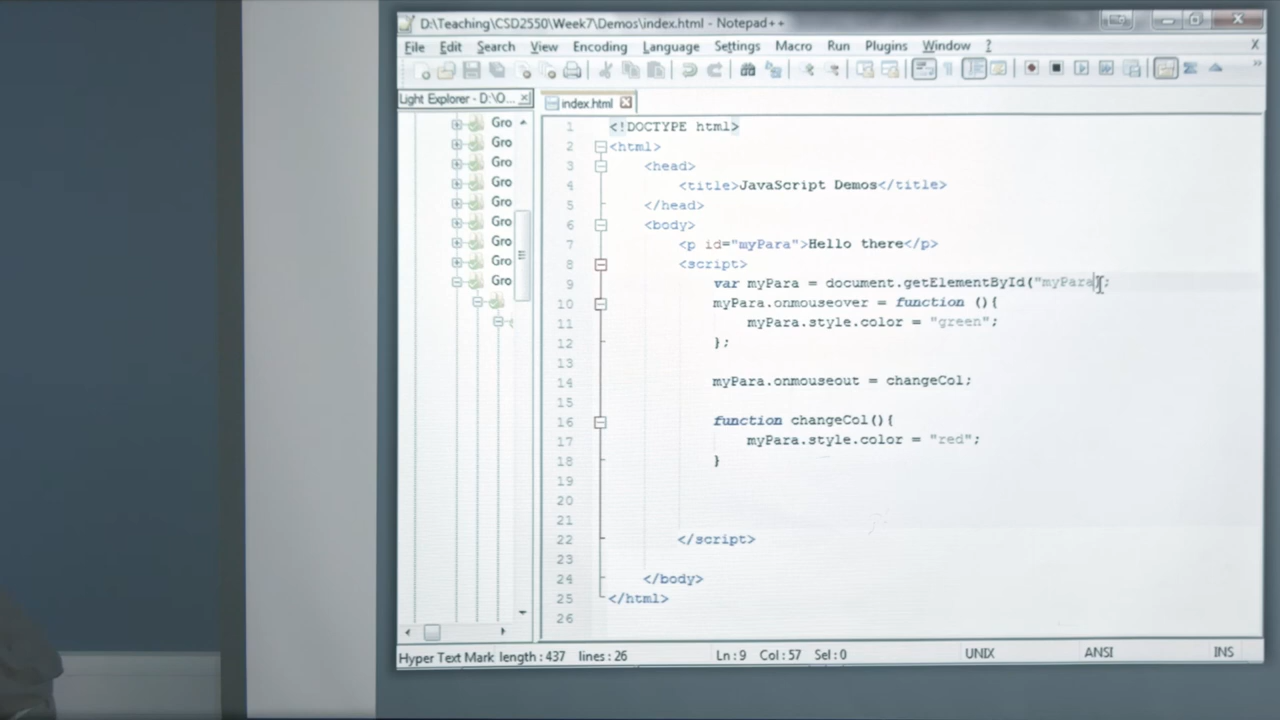 D:\Teaching\CSD2550\Week7\Demos\index.html - Notepad++
File Edit Search View Encoding Language Settings Macro Run Plugins Window ? X
Light Explorer - D:\O...
index.html
Gro
Gro
Gro
Gro
Gro
Gro
Gro
Gro
Gro
1 <!DOCTYPE html>
2 <html>
3 <head>
4 <title>JavaScript Demos</title>
5 </head>
6 <body>
7 <p id="myPara">Hello there</p>
8 <script>
9 var myPara = document.getElementById("myPara;
10 myPara.onmouseover = function (){
11 myPara.style.color = "green";
12 };
13
14 myPara.onmouseout = changeCol;
15
16 function changeCol(){
17 myPara.style.color = "red";
18 }
19
20
21
22 </script>
23
24 </body>
25 </html>
26
Hyper Text Mark length : 437 lines : 26 Ln : 9 Col : 57 Sel : 0 UNIX ANSI INS